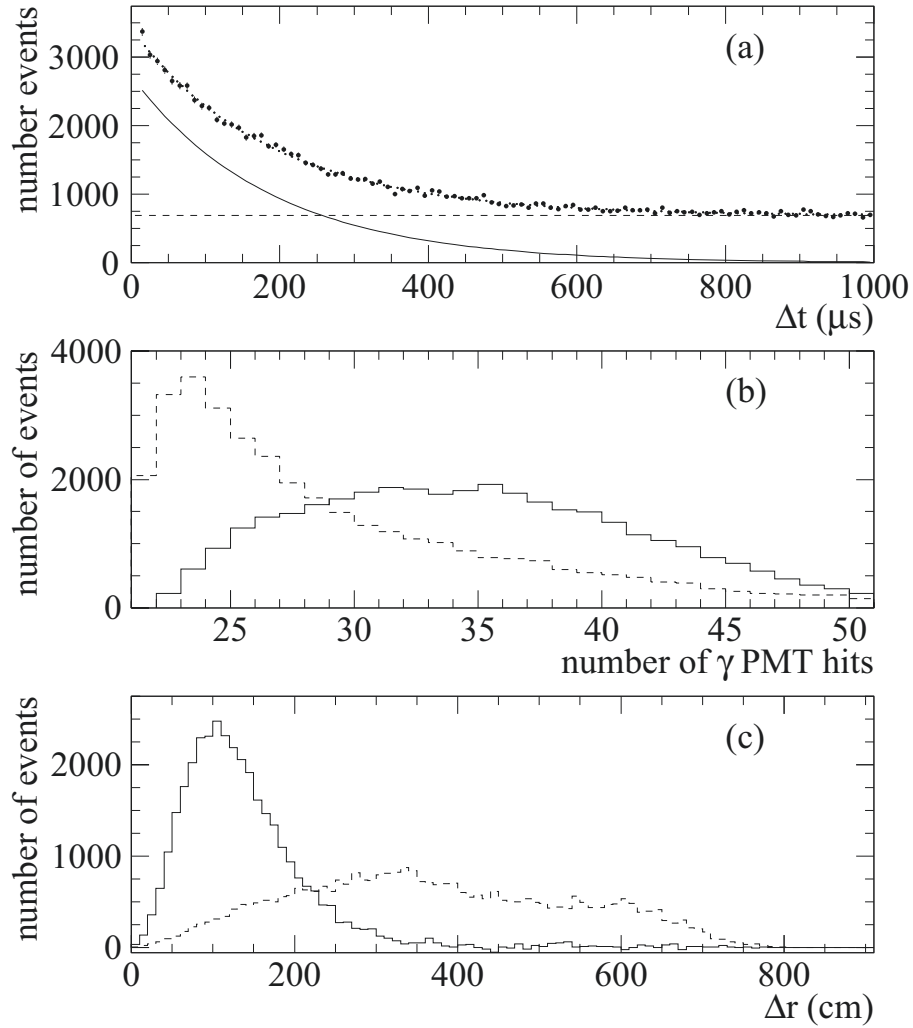 (a)
number events
3000
2000
1000
0
0 200 400 600 800 1000
Δt (μs)
(b)
number of events
4000
2000
0
25 30 35 40 45 50
number of γ PMT hits
(c)
number of events
2000
1000
0
0 200 400 600 800
Δr (cm)